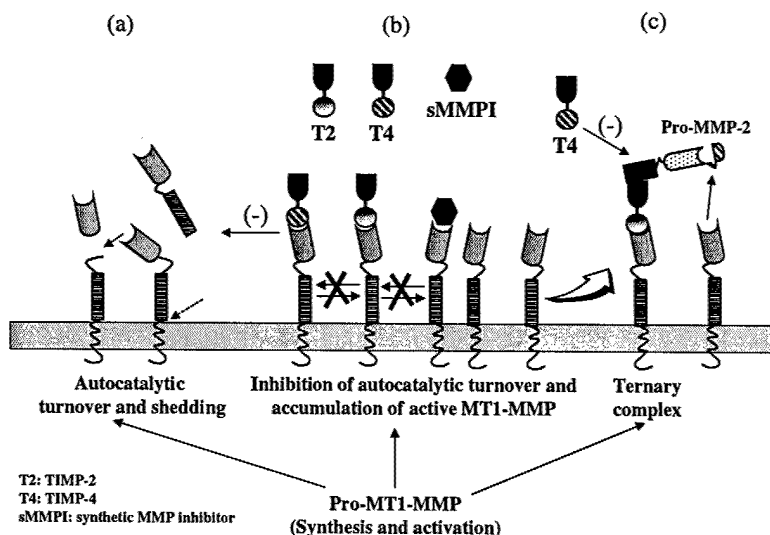 (a)
(b)
(c)
T2
T4
sMMPI
T4
(-)
Pro-MMP-2
(-)
Autocatalytic
turnover and shedding
Inhibition of autocatalytic turnover and
accumulation of active MT1-MMP
Ternary
complex
T2: TIMP-2
T4: TIMP-4
sMMPI: synthetic MMP inhibitor
Pro-MT1-MMP
(Synthesis and activation)